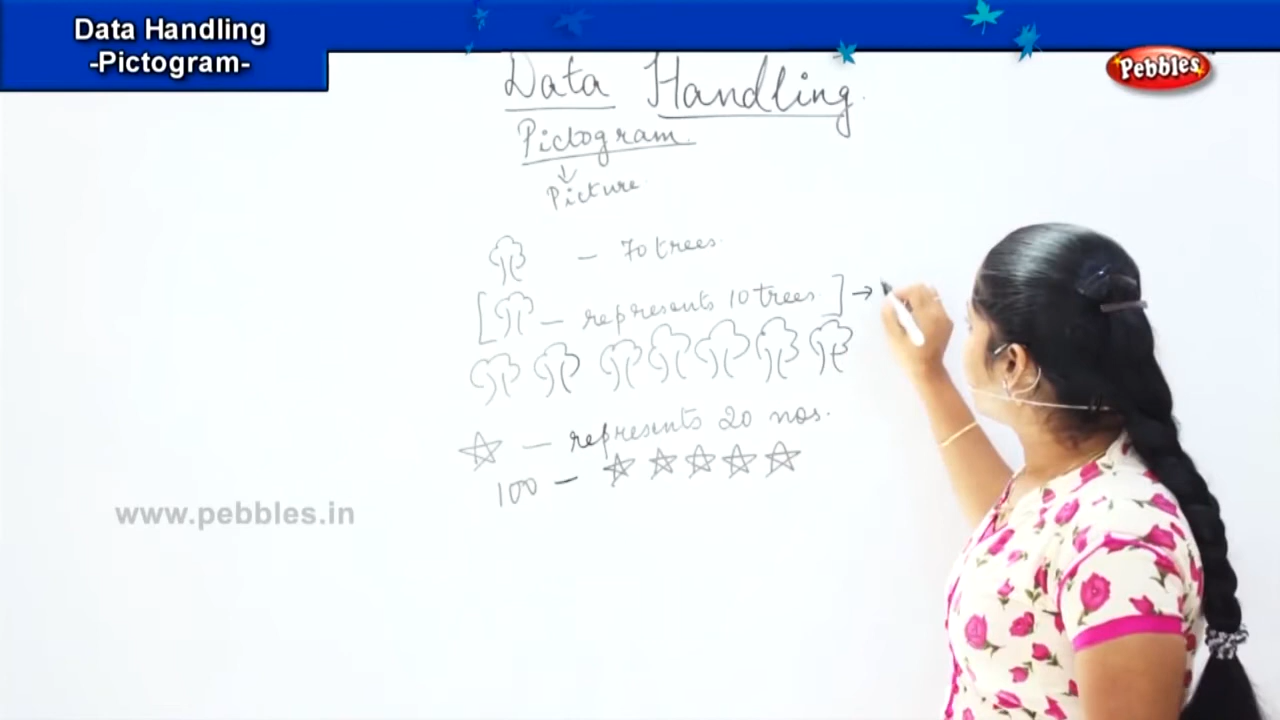 Data Handling
-Pictogram-
Pebbles
Data Handling.
Pictogram.
Picture.
- 70 trees.
[ - represents 10 trees. ] →
- represents 20 nos.
100 -
www.pebbles.in